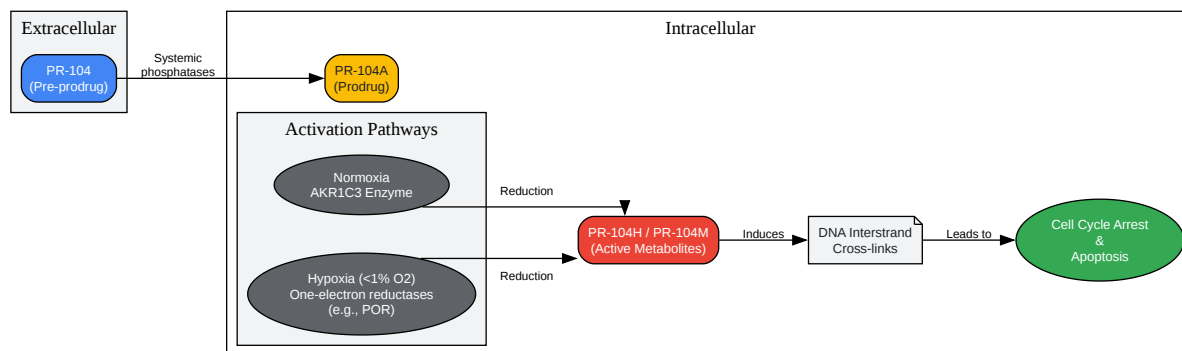 Extracellular
Intracellular
PR-104
(Pre-prodrug)
Systemic
phosphatases
PR-104A
(Prodrug)
Activation Pathways
Normoxia
AKR1C3 Enzyme
Reduction
Hypoxia (<1% O2)
One-electron reductases
(e.g., POR)
Reduction
PR-104H / PR-104M
(Active Metabolites)
Induces
DNA Interstrand
Cross-links
Leads to
Cell Cycle Arrest
&
Apoptosis